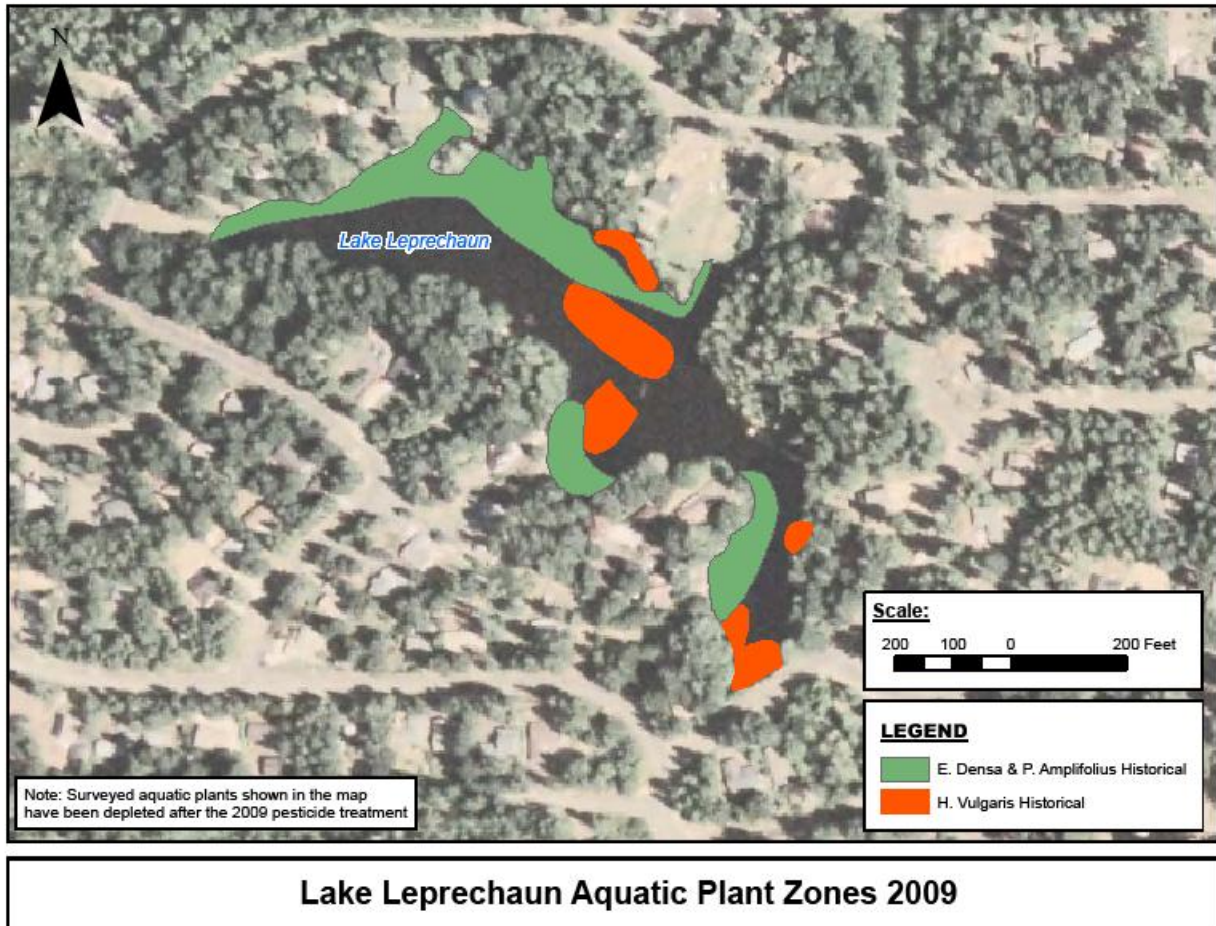 N
Lake Leprechaun
Scale:
200 100 0 200 Feet
LEGEND
E. Densa & P. Amplifolius Historical
H. Vulgaris Historical
Note: Surveyed aquatic plants shown in the map
have been depleted after the 2009 pesticide treatment
Lake Leprechaun Aquatic Plant Zones 2009